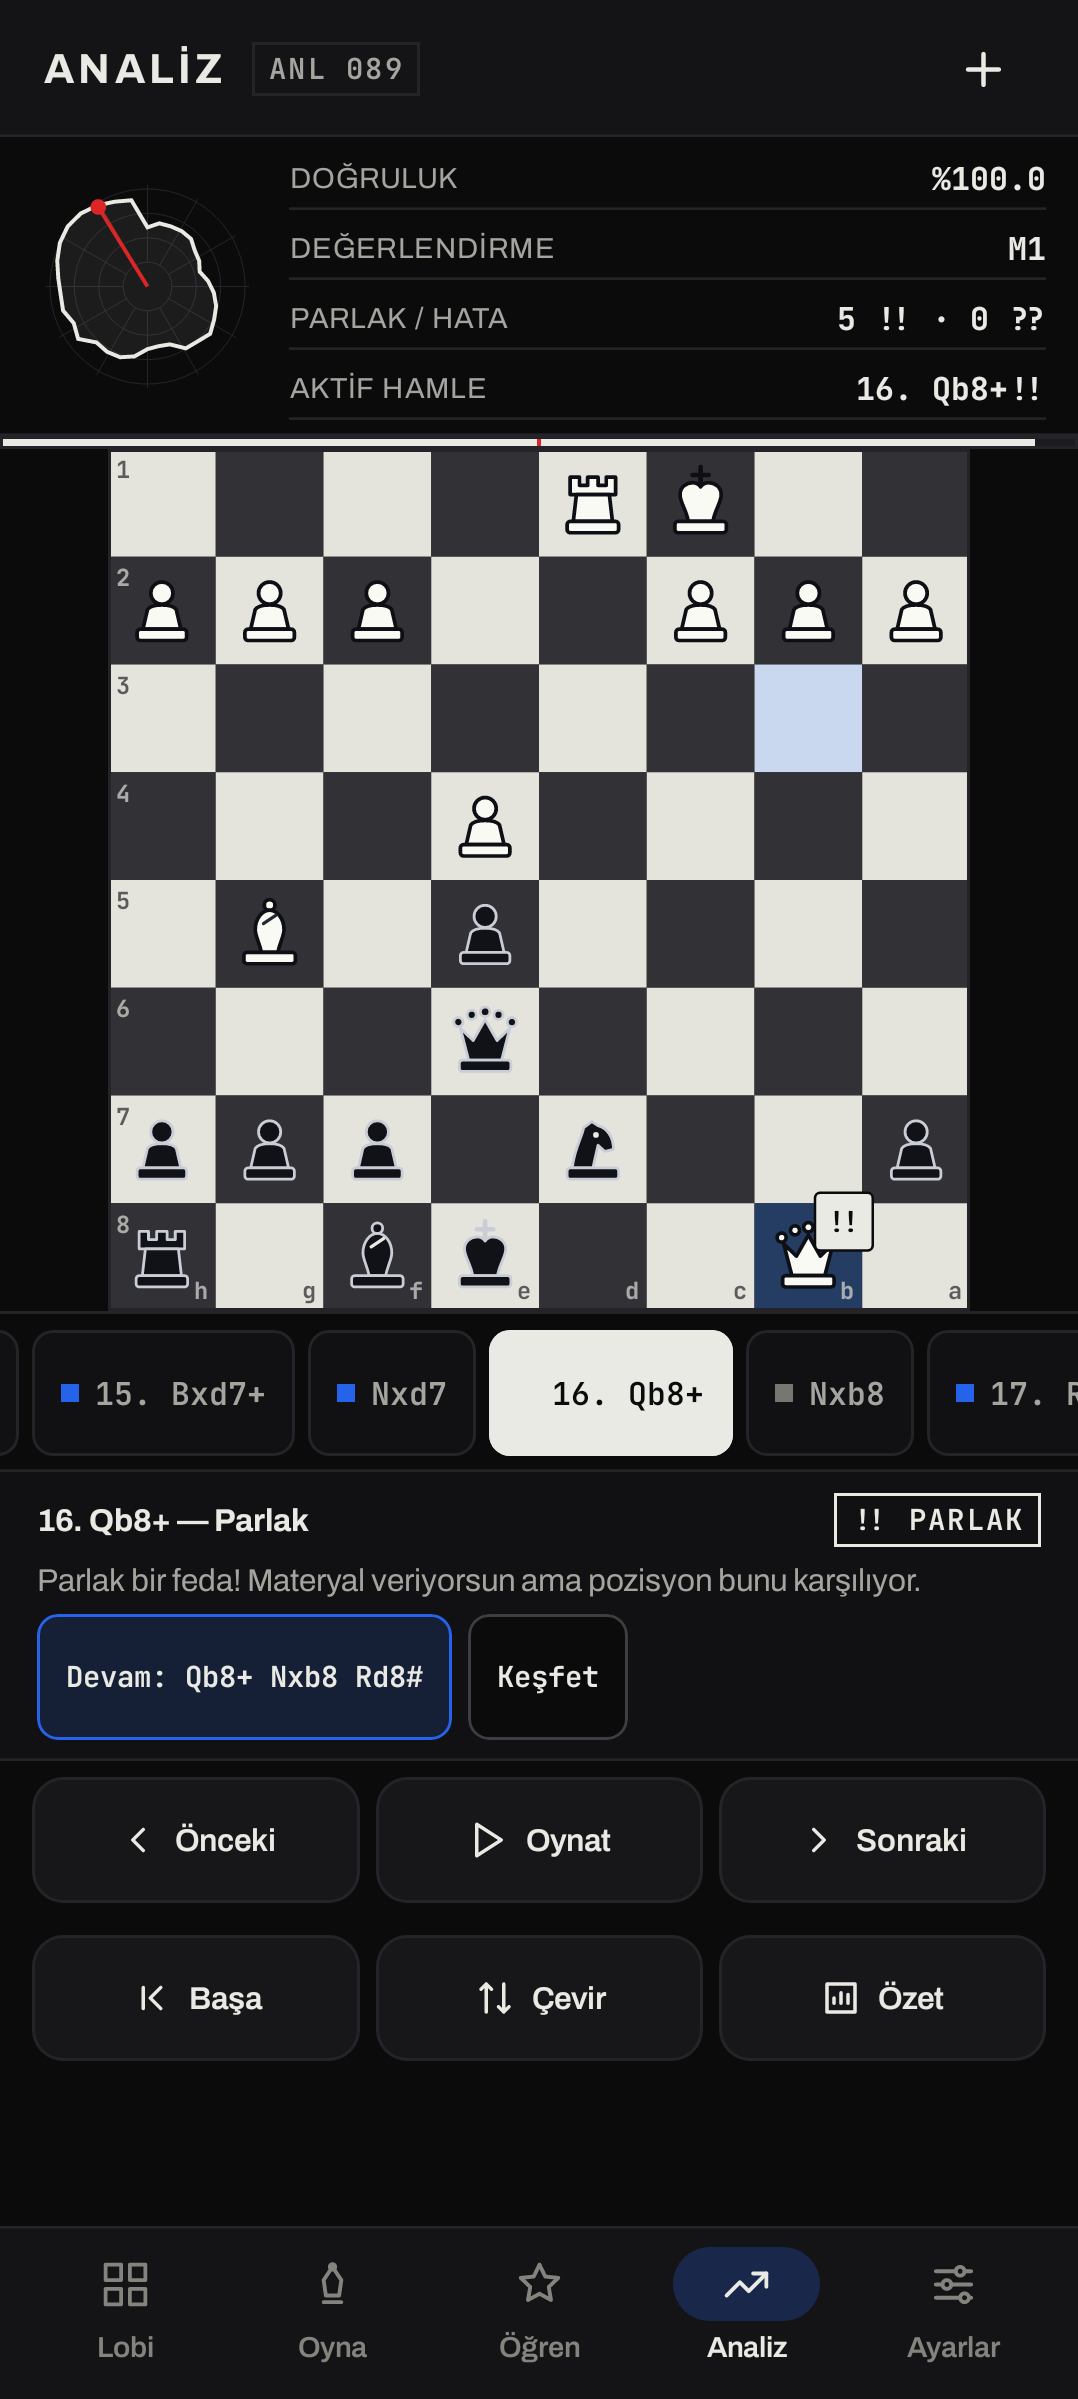 ANALİZ ANL 089
DOĞRULUK %100.0
DEĞERLENDİRME M1
PARLAK / HATA 5 !! · 0 ??
AKTİF HAMLE 16. Qb8+!!
1
2
3
4
5
6
7
8
!!
h g f e d c b a
15. Bxd7+ Nxd7 16. Qb8+ Nxb8 17. R
16. Qb8+ — Parlak !! PARLAK
Parlak bir feda! Materyal veriyorsun ama pozisyon bunu karşılıyor.
Devam: Qb8+ Nxb8 Rd8# Keşfet
Önceki Oynat Sonraki
Başa Çevir Özet
Lobi Oyna Öğren Analiz Ayarlar